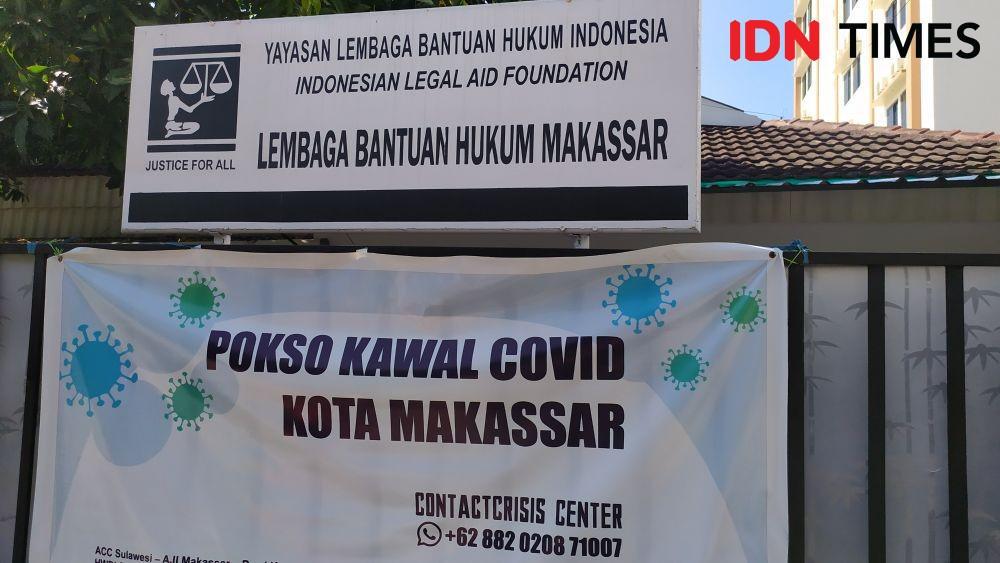 IDN TIMES
YAYASAN LEMBAGA BANTUAN HUKUM INDONESIA
INDONESIAN LEGAL AID FOUNDATION
LEMBAGA BANTUAN HUKUM MAKASSAR
JUSTICE FOR ALL
POKSO KAWAL COVID
KOTA MAKASSAR
CONTACTCRISIS CENTER
+62 882 0208 71007
ACC Sulawesi – AJI Makassar